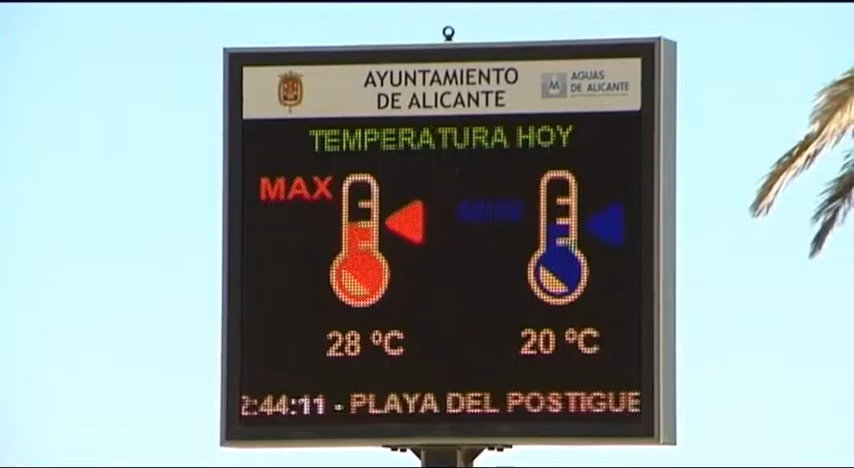 AYUNTAMIENTO
DE ALICANTE
AGUAS
DE ALICANTE
TEMPERATURA HOY
MAX
MIN
28 ºC
20 ºC
:44:11 - PLAYA DEL POSTIGUE